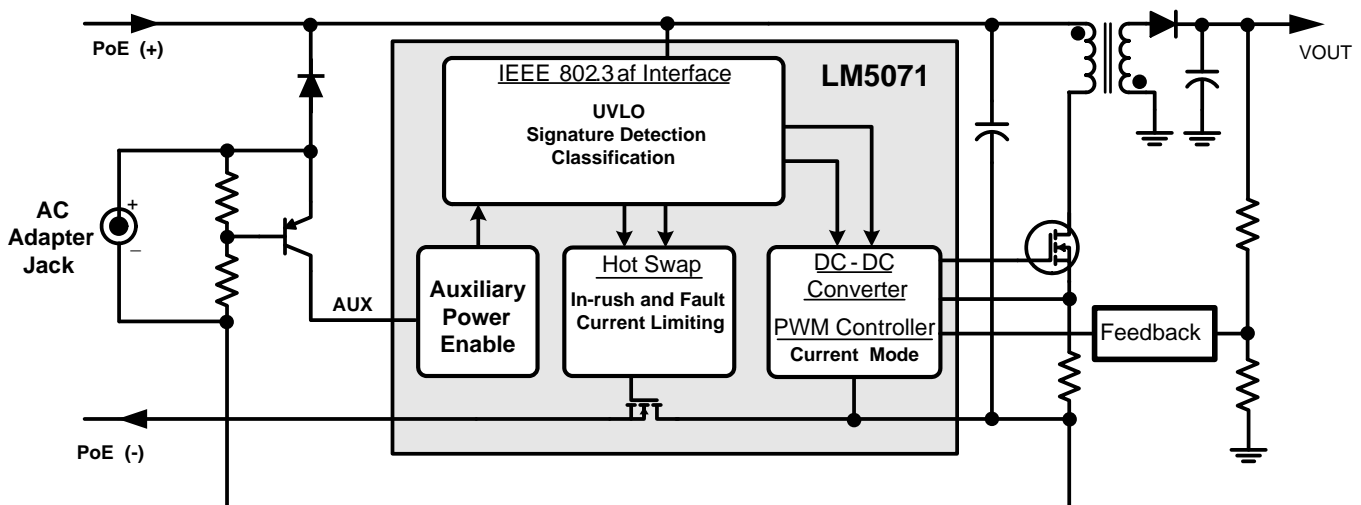 PoE (+)
VOUT
IEEE 802.3 af Interface
LM5071
UVLO
Signature Detection
Classification
AC
Adapter
Jack
+
–
AUX
Auxiliary
Power
Enable
Hot Swap
In-rush and Fault
Current Limiting
DC - DC
Converter
PWM Controller
Current Mode
Feedback
PoE (-)